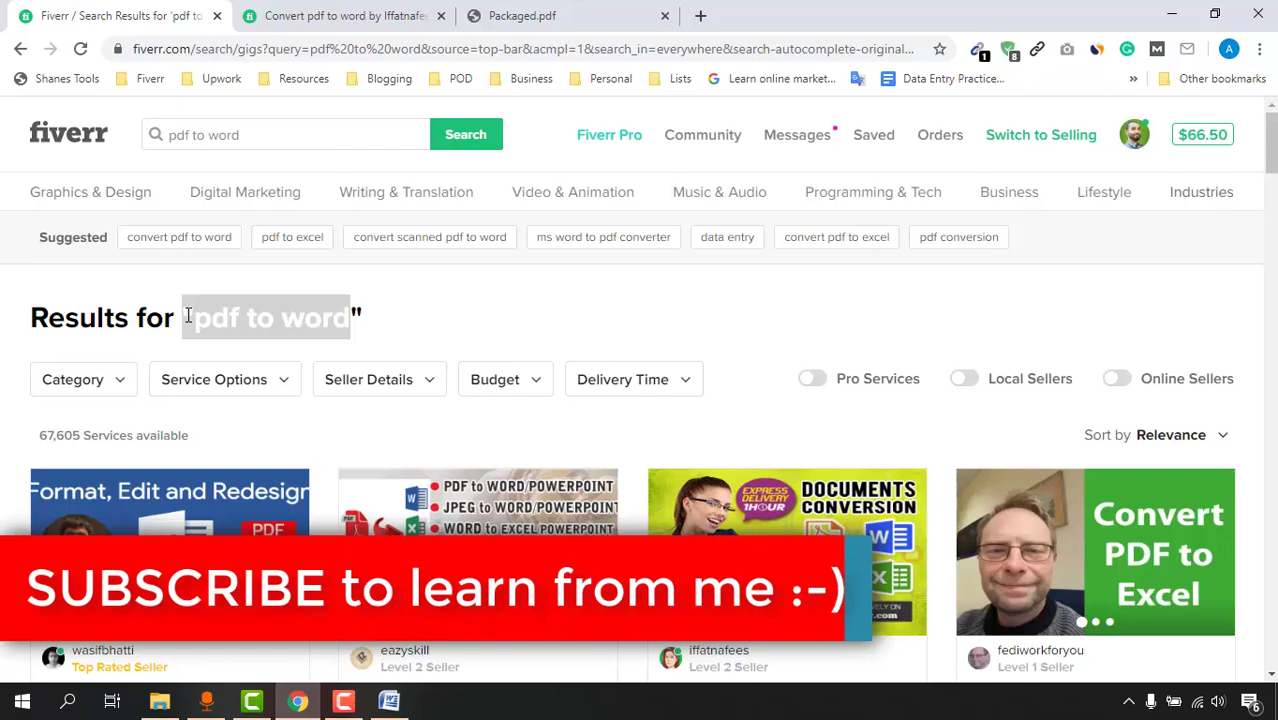 Fiverr / Search Results for 'pdf to
Convert pdf to word by Iffatnafee
Packaged.pdf
fiverr.com/search/gigs?query=pdf%20to%20word&source=top-bar&acmpl=1&search_in=everywhere&search-autocomplete-original...
1
8
A
Shanes Tools
Fiverr
Upwork
Resources
Blogging
POD
Business
Personal
Lists
Learn online market...
Data Entry Practice...
»
Other bookmarks
fiverr.
pdf to word
Search
Fiverr Pro
Community
Messages
Saved
Orders
Switch to Selling
$66.50
Graphics & Design
Digital Marketing
Writing & Translation
Video & Animation
Music & Audio
Programming & Tech
Business
Lifestyle
Industries
Suggested
convert pdf to word
pdf to excel
convert scanned pdf to word
ms word to pdf converter
data entry
convert pdf to excel
pdf conversion
Results for "pdf to word"
Category
Service Options
Seller Details
Budget
Delivery Time
Pro Services
Local Sellers
Online Sellers
67,605 Services available
Sort by Relevance
Format, Edit and Redesign
PDF
PDF to WORD/POWERPOINT
JPEG to WORD/POWERPOINT
WORD to EXCEL POWERPOINT
EXPRESS
DELIVERY
1HOUR
DOCUMENTS
CONVERSION
Convert
PDF to
Excel
SUBSCRIBE to learn from me :-)
wasifbhatti
Top Rated Seller
eazyskill
Level 2 Seller
iffatnafees
Level 2 Seller
fediworkforyou
Level 1 Seller
6